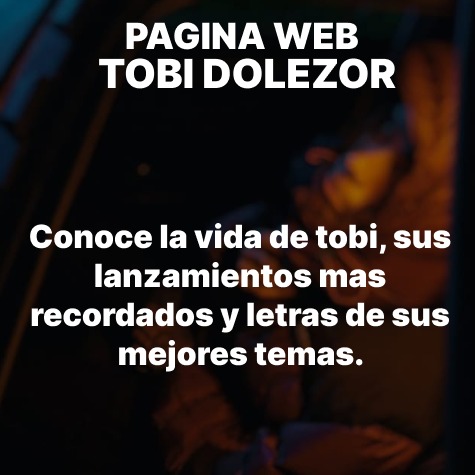 PAGINA WEB
TOBI DOLEZOR
Conoce la vida de tobi, sus
lanzamientos mas
recordados y letras de sus
mejores temas.